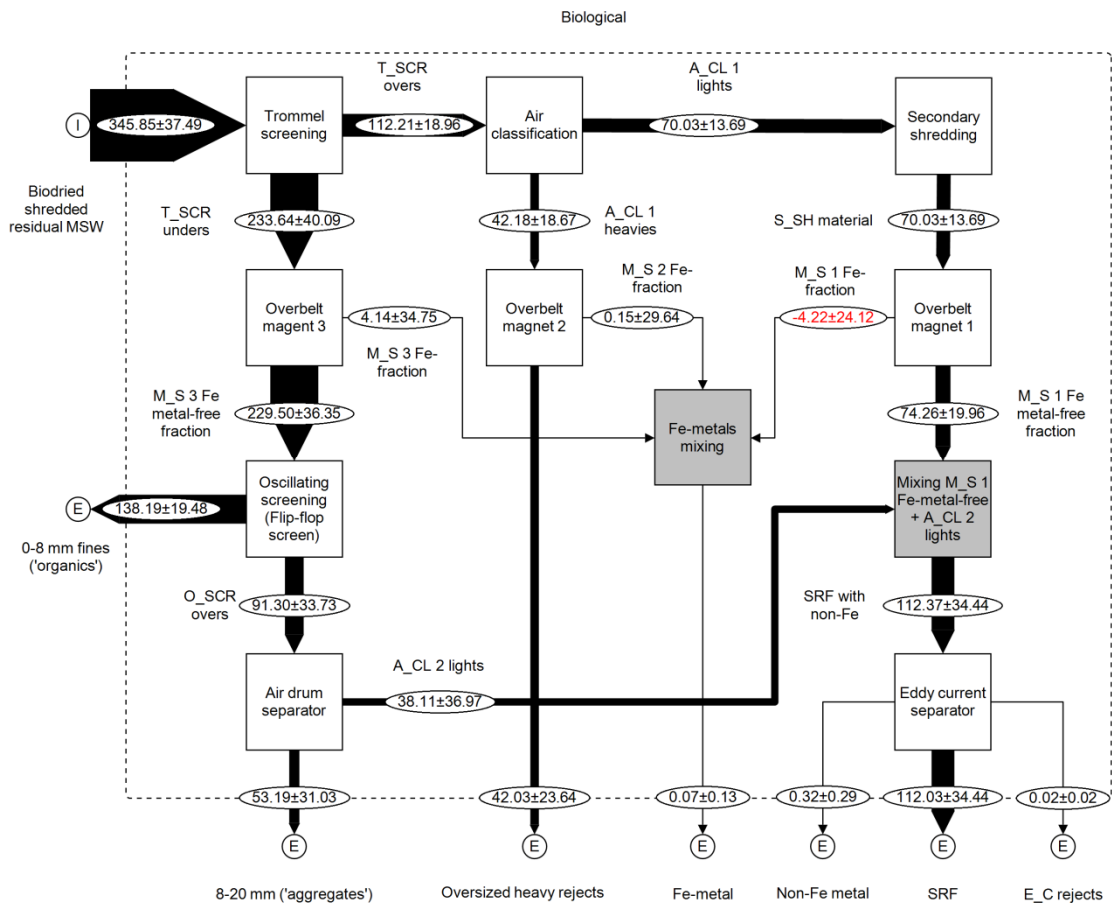 Biological
T_SCR
overs
A_CL 1
lights
I
345.85±37.49
Trommel
screening
112.21±18.96
Air
classification
70.03±13.69
Secondary
shredding
Biodried
shredded
residual MSW
T_SCR
unders
233.64±40.09
42.18±18.67
A_CL 1
heavies
S_SH material
70.03±13.69
Overbelt
magent 3
4.14±34.75
M_S 3 Fe-
fraction
Overbelt
magnet 2
M_S 2 Fe-
fraction
0.15±29.64
M_S 1 Fe-
fraction
-4.22±24.12
Overbelt
magnet 1
M_S 3 Fe
metal-free
fraction
229.50±36.35
Fe-metals
mixing
74.26±19.96
M_S 1 Fe
metal-free
fraction
E
138.19±19.48
0-8 mm fines
('organics')
Oscillating
screening
(Flip-flop
screen)
Mixing M_S 1
Fe-metal-free
+ A_CL 2
lights
O_SCR
overs
91.30±33.73
SRF with
non-Fe
112.37±34.44
Air drum
separator
A_CL 2 lights
38.11±36.97
Eddy current
separator
53.19±31.03
42.03±23.64
0.07±0.13
0.32±0.29
112.03±34.44
0.02±0.02
E
E
E
E
E
E
8-20 mm ('aggregates')
Oversized heavy rejects
Fe-metal
Non-Fe metal
SRF
E_C rejects